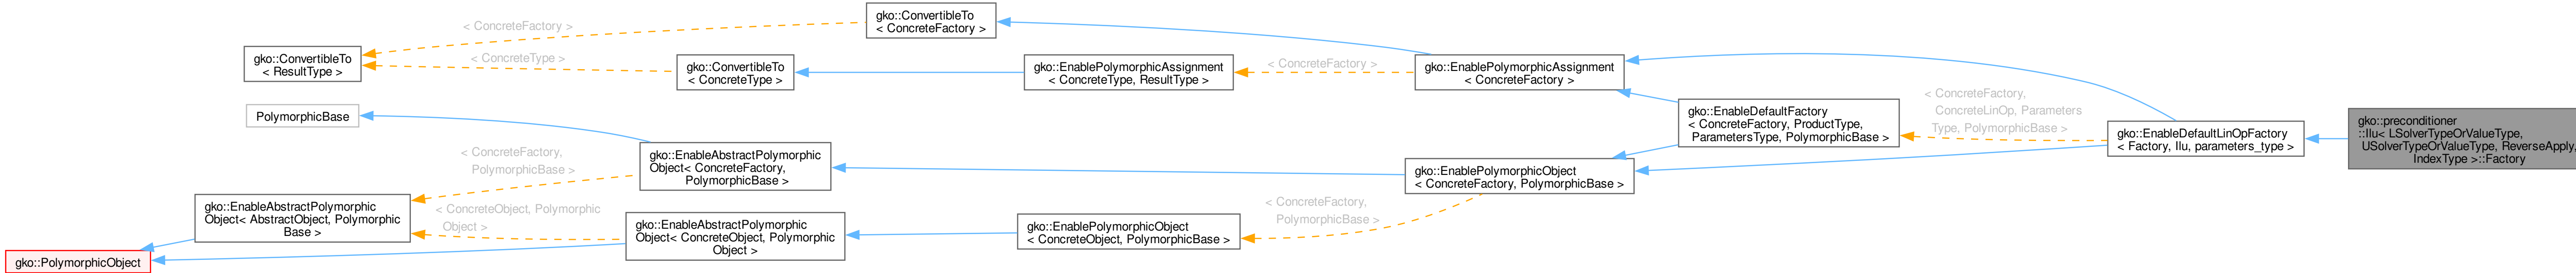 gko::ConvertibleTo
< ConcreteFactory >
< ConcreteFactory >
gko::ConvertibleTo
< ResultType >
< ConcreteType >
gko::ConvertibleTo
< ConcreteType >
gko::EnablePolymorphicAssignment
< ConcreteType, ResultType >
< ConcreteFactory >
gko::EnablePolymorphicAssignment
< ConcreteFactory >
PolymorphicBase
gko::EnableDefaultFactory
< ConcreteFactory, ProductType,
ParametersType, PolymorphicBase >
< ConcreteFactory,
ConcreteLinOp, Parameters
Type, PolymorphicBase >
gko::EnableDefaultLinOpFactory
< Factory, Ilu, parameters_type >
gko::preconditioner
::Ilu< LSolverTypeOrValueType,
USolverTypeOrValueType, ReverseApply,
IndexType >::Factory
< ConcreteFactory,
PolymorphicBase >
gko::EnableAbstractPolymorphic
Object< ConcreteFactory,
PolymorphicBase >
gko::EnablePolymorphicObject
< ConcreteFactory, PolymorphicBase >
gko::EnableAbstractPolymorphic
Object< AbstractObject, Polymorphic
Base >
< ConcreteObject, Polymorphic
Object >
gko::EnableAbstractPolymorphic
Object< ConcreteObject, Polymorphic
Object >
gko::EnablePolymorphicObject
< ConcreteObject, PolymorphicBase >
< ConcreteFactory,
PolymorphicBase >
gko::PolymorphicObject